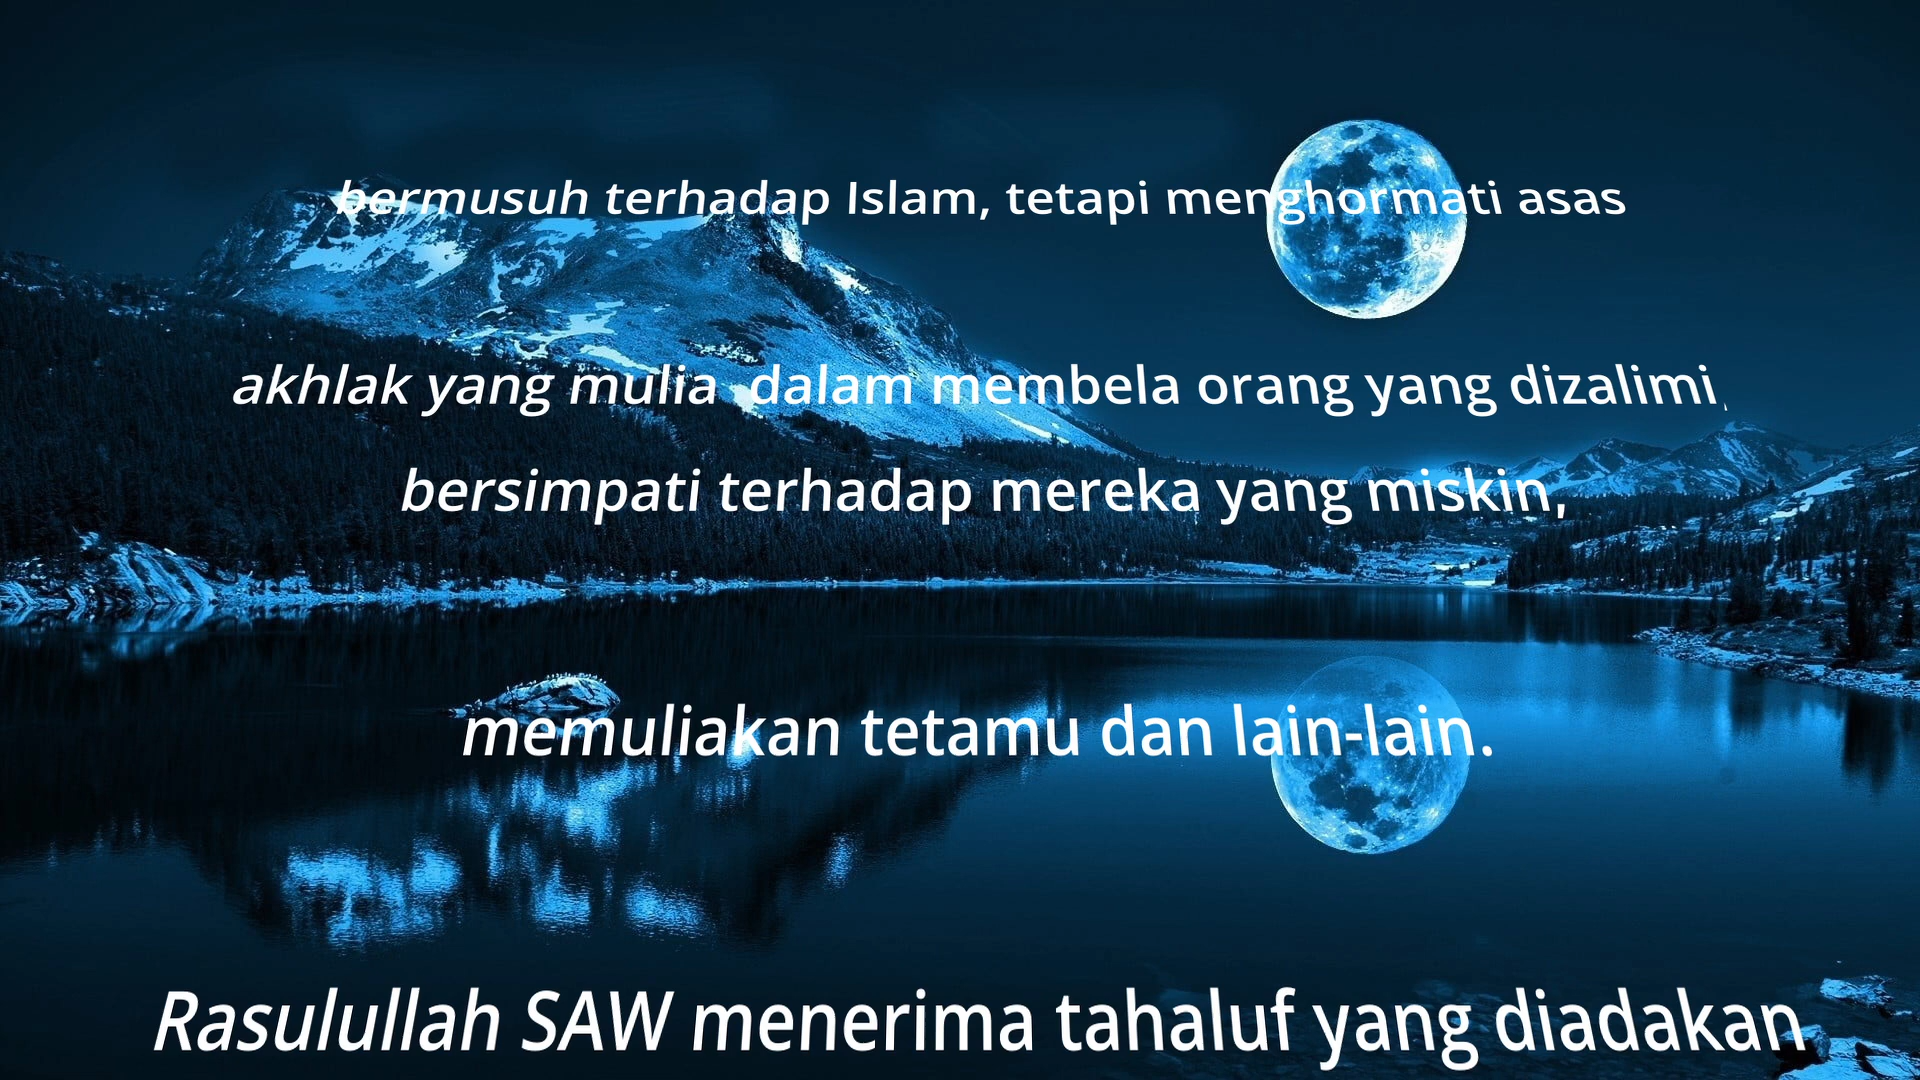 bermusuh terhadap Islam, tetapi menghormati asas
akhlak yang mulia  dalam membela orang yang dizalimi,
bersimpati terhadap mereka yang miskin,
memuliakan tetamu dan lain-lain.
Rasulullah SAW menerima tahaluf yang diadakan